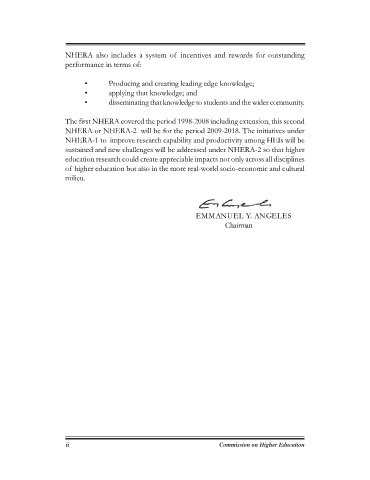 NHERA also includes a system of incentives and rewards for outstanding
performance in terms of:
• Producing and creating leading edge knowledge;
• applying that knowledge; and
• disseminating that knowledge to students and the wider community.
The first NHERA covered the period 1998-2008 including extension, this second
NHERA or NHERA-2 will be for the period 2009-2018. The initiatives under
NHERA-1 to improve research capability and productivity among HEIs will be
sustained and new challenges will be addressed under NHERA-2 so that higher
education research could create appreciable impacts not only across all disciplines
of higher education but also in the more real-world socio-economic and cultural
milieu.
EMMANUEL Y. ANGELES
Chairman
ii Commission on Higher Education